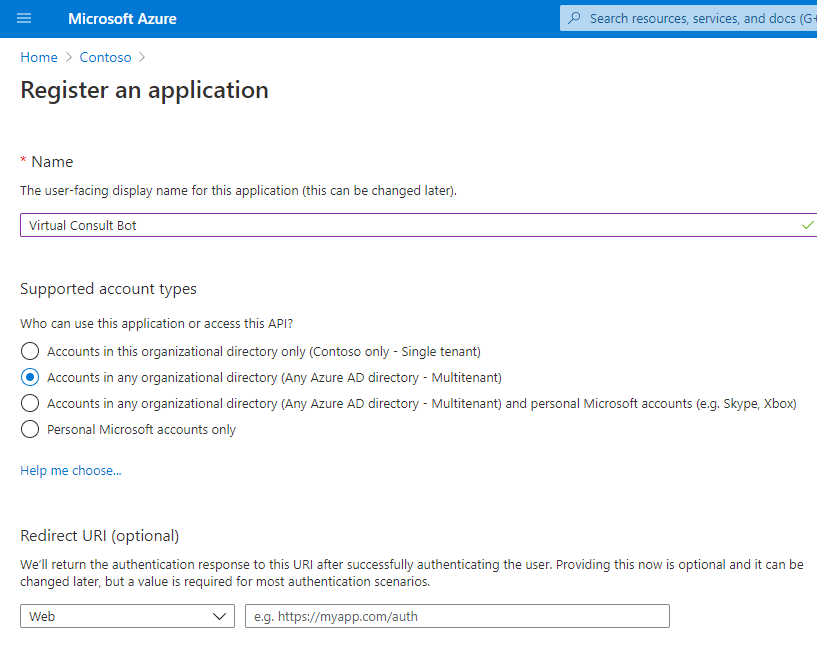 Microsoft Azure
Search resources, services, and docs (G+
Home > Contoso >
Register an application
* Name
The user-facing display name for this application (this can be changed later).
Virtual Consult Bot
Supported account types
Who can use this application or access this API?
Accounts in this organizational directory only (Contoso only - Single tenant)
Accounts in any organizational directory (Any Azure AD directory - Multitenant)
Accounts in any organizational directory (Any Azure AD directory - Multitenant) and personal Microsoft accounts (e.g. Skype, Xbox)
Personal Microsoft accounts only
Help me choose...
Redirect URI (optional)
We'll return the authentication response to this URI after successfully authenticating the user. Providing this now is optional and it can be
changed later, but a value is required for most authentication scenarios.
Web
e.g. https://myapp.com/auth